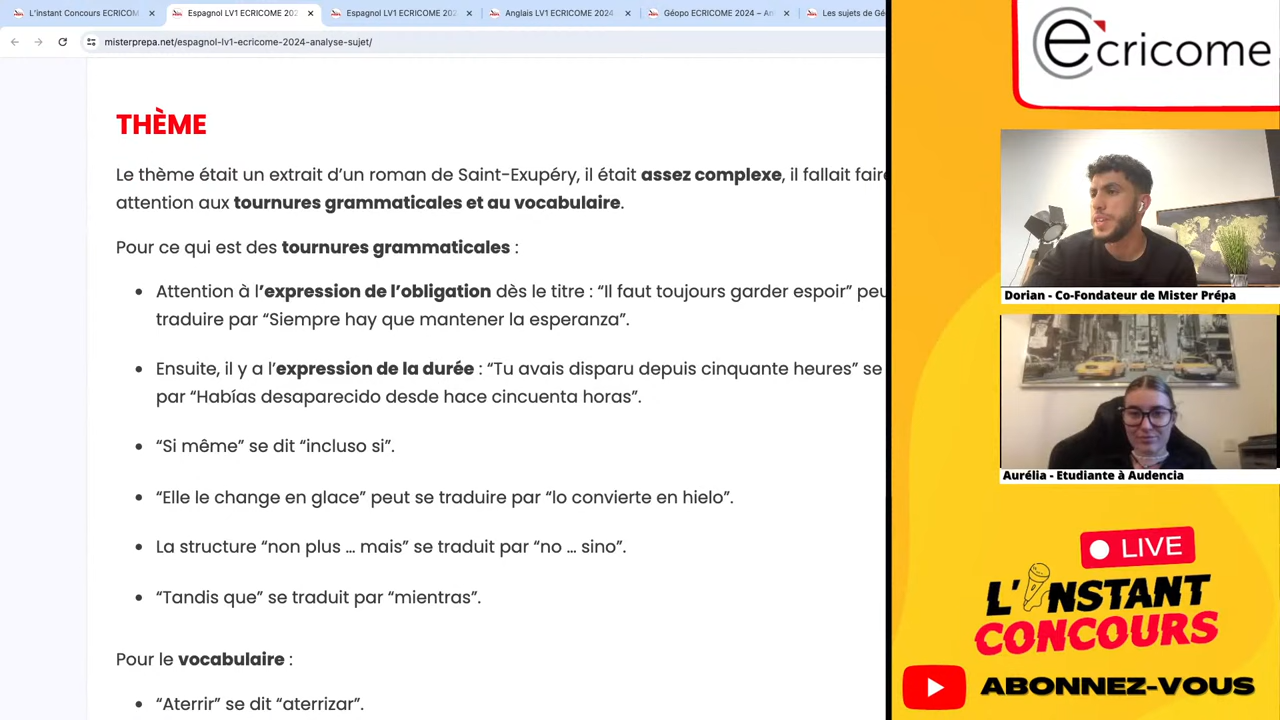 L'instant Concours ECRICOM
Espagnol LV1 ECRICOME 202
Espagnol LV1 ECRICOME 202
Anglais LV1 ECRICOME 2024
Géopo ECRICOME 2024 – An
Les sujets de Gé
misterprepa.net/espagnol-lv1-ecricome-2024-analyse-sujet/
THÈME
Le thème était un extrait d'un roman de Saint-Exupéry, il était assez complexe, il fallait faire
attention aux tournures grammaticales et au vocabulaire.
Pour ce qui est des tournures grammaticales :
• Attention à l'expression de l'obligation dès le titre : “Il faut toujours garder espoir” peu
traduire par “Siempre hay que mantener la esperanza”.
• Ensuite, il y a l'expression de la durée : “Tu avais disparu depuis cinquante heures” se
par “Habías desaparecido desde hace cincuenta horas”.
• “Si même” se dit “incluso si”.
• “Elle le change en glace” peut se traduire par “lo convierte en hielo”.
• La structure “non plus … mais” se traduit par “no … sino”.
• “Tandis que” se traduit par “mientras”.
Pour le vocabulaire :
• “Aterrir” se dit “aterrizar”.
écricome
Dorian - Co-Fondateur de Mister Prépa
Aurélia - Etudiante à Audencia
LIVE
L'INSTANT
CONCOURS
ABONNEZ-VOUS